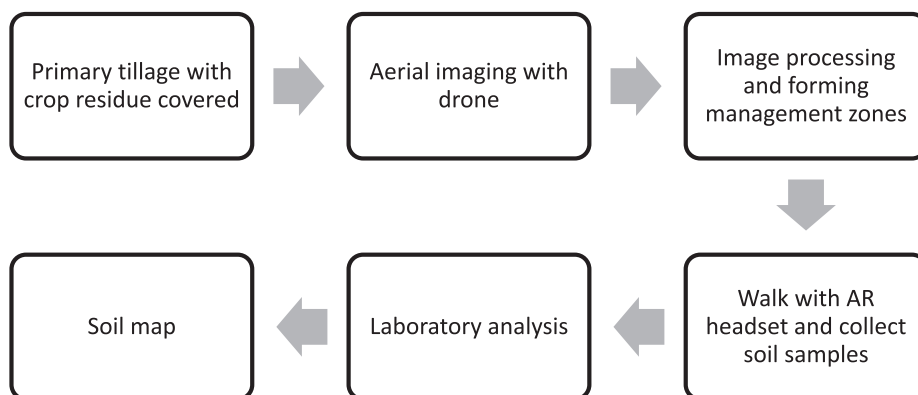 Primary tillage with
crop residue covered
Aerial imaging with
drone
Image processing
and forming
management zones
Walk with AR
headset and collect
soil samples
Laboratory analysis
Soil map